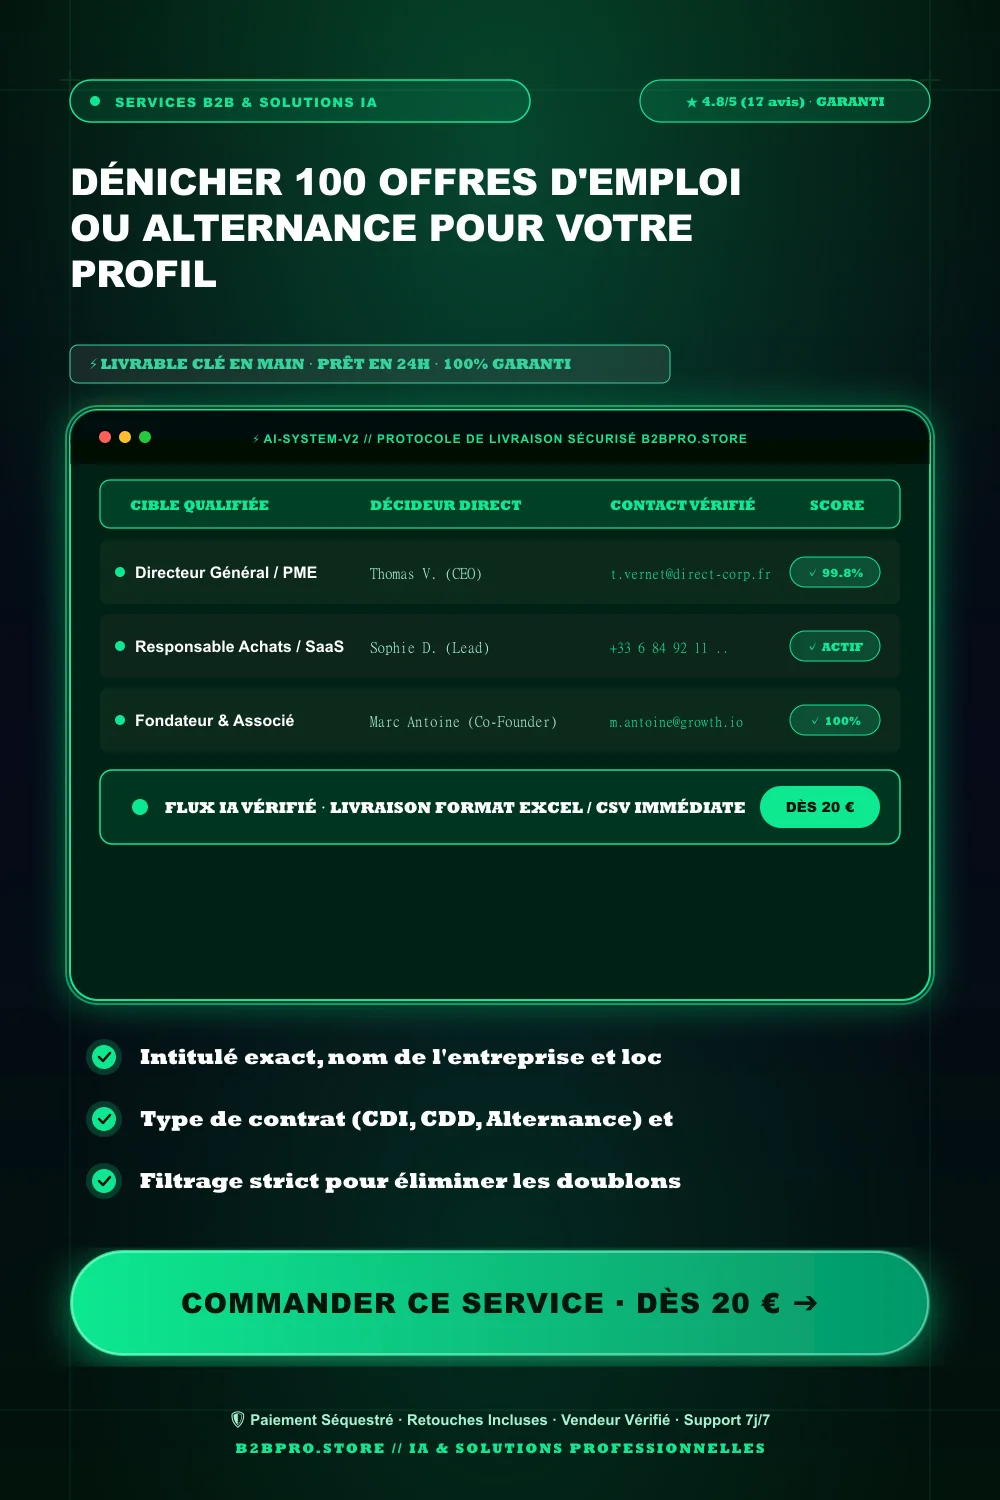 SERVICES B2B & SOLUTIONS IA
★ 4.8/5 (17 avis) · GARANTI
DÉNICHER 100 OFFRES D'EMPLOI
OU ALTERNANCE POUR VOTRE
PROFIL
⚡ LIVRABLE CLÉ EN MAIN · PRÊT EN 24H · 100% GARANTI
⚡ AI-SYSTEM-V2 // PROTOCOLE DE LIVRAISON SÉCURISÉ B2BPRO.STORE
CIBLE QUALIFIÉE DÉCIDEUR DIRECT CONTACT VÉRIFIÉ SCORE
Directeur Général / PME Thomas V. (CEO) t.vernet@direct-corp.fr ✓ 99.8%
Responsable Achats / SaaS Sophie D. (Lead) +33 6 84 92 11 .. ✓ ACTIF
Fondateur & Associé Marc Antoine (Co-Founder) m.antoine@growth.io ✓ 100%
FLUX IA VÉRIFIÉ · LIVRAISON FORMAT EXCEL / CSV IMMÉDIATE DÈS 20 €
Intitulé exact, nom de l'entreprise et loc
Type de contrat (CDI, CDD, Alternance) et
Filtrage strict pour éliminer les doublons
COMMANDER CE SERVICE · DÈS 20 € →
Paiement Séquestré · Retouches Incluses · Vendeur Vérifié · Support 7j/7
B2BPRO.STORE // IA & SOLUTIONS PROFESSIONNELLES